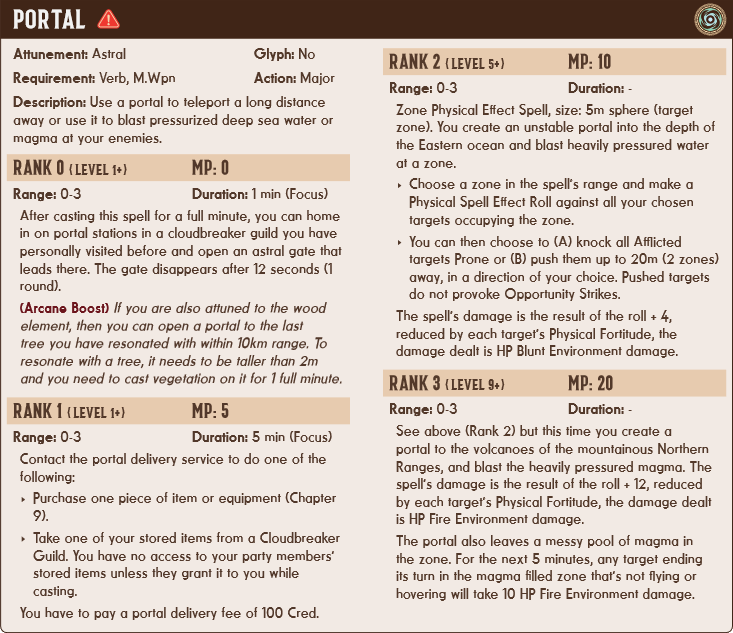 PORTAL
Attunement: Astral Glyph: No
Requirement: Verb, M.Wpn Action: Major
Description: Use a portal to teleport a long distance
away or use it to blast pressurized deep sea water or
magma at your enemies.
RANK 0 (LEVEL 1+) MP: 0
Range: 0-3 Duration: 1 min (Focus)
After casting this spell for a full minute, you can home
in on portal stations in a cloudbreaker guild you have
personally visited before and open an astral gate that
leads there. The gate disappears after 12 seconds (1
round).
(Arcane Boost) If you are also attuned to the wood
element, then you can open a portal to the last
tree you have resonated with within 10km range. To
resonate with a tree, it needs to be taller than 2m
and you need to cast vegetation on it for 1 full minute.
RANK 1 (LEVEL 1+) MP: 5
Range: 0-3 Duration: 5 min (Focus)
Contact the portal delivery service to do one of the
following:
‣ Purchase one piece of item or equipment (Chapter
9).
‣ Take one of your stored items from a Cloudbreaker
Guild. You have no access to your party members'
stored items unless they grant it to you while
casting.
You have to pay a portal delivery fee of 100 Cred.
RANK 2 (LEVEL 5+) MP: 10
Range: 0-3 Duration: -
Zone Physical Effect Spell, size: 5m sphere (target
zone). You create an unstable portal into the depth of
the Eastern ocean and blast heavily pressured water
at a zone.
‣ Choose a zone in the spell's range and make a
Physical Spell Effect Roll against all your chosen
targets occupying the zone.
‣ You can then choose to (A) knock all Afflicted
targets Prone or (B) push them up to 20m (2 zones)
away, in a direction of your choice. Pushed targets
do not provoke Opportunity Strikes.
The spell's damage is the result of the roll + 4,
reduced by each target's Physical Fortitude, the
damage dealt is HP Blunt Environment damage.
RANK 3 (LEVEL 9+) MP: 20
Range: 0-3 Duration: -
See above (Rank 2) but this time you create a
portal to the volcanoes of the mountainous Northern
Ranges, and blast the heavily pressured magma. The
spell's damage is the result of the roll + 12, reduced
by each target's Physical Fortitude, the damage dealt
is HP Fire Environment damage.
The portal also leaves a messy pool of magma in
the zone. For the next 5 minutes, any target ending
its turn in the magma filled zone that's not flying or
hovering will take 10 HP Fire Environment damage.